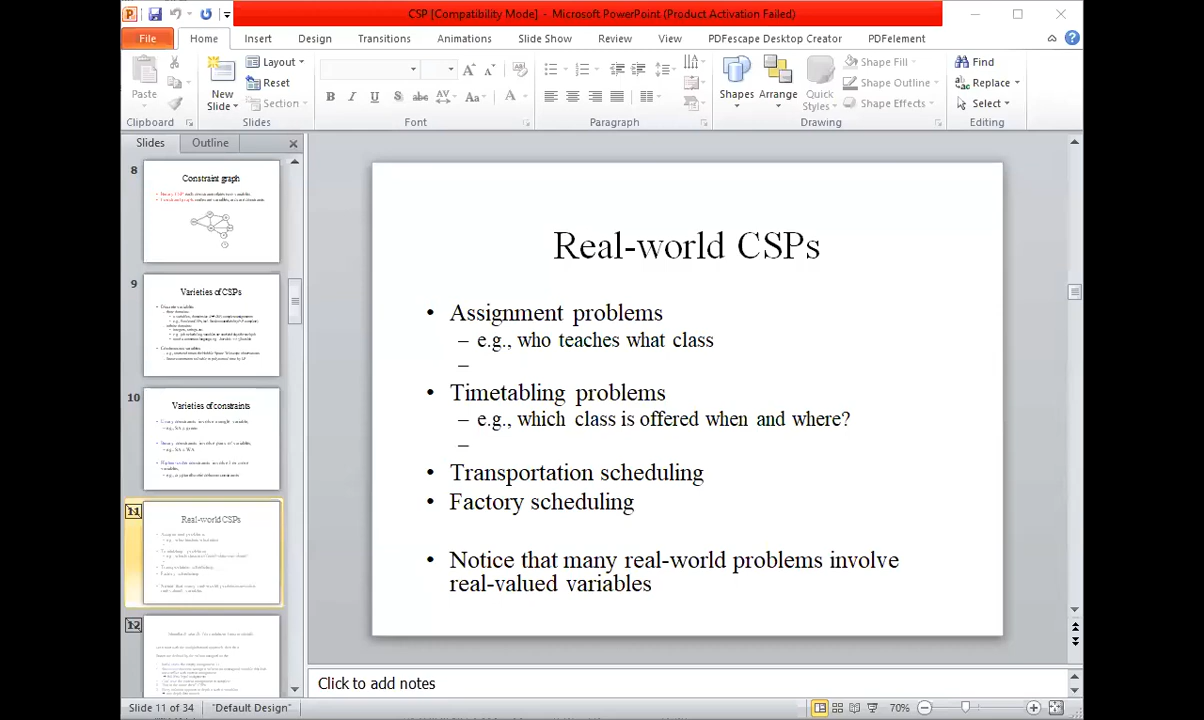 CSP [Compatibility Mode] - Microsoft PowerPoint (Product Activation Failed)
File Home Insert Design Transitions Animations Slide Show Review View PDFescape Desktop Creator PDFelement
Paste
New Slide
Layout
Reset
Section
Shapes
Arrange
Quick Styles
Shape Fill
Shape Outline
Shape Effects
Find
Replace
Select
Clipboard Slides Font Paragraph Drawing Editing
Slides Outline
8
Constraint graph
9
Varieties of CSPs
10
Varieties of constraints
11
Real-world CSPs
12
Real-world CSPs
• Assignment problems
– e.g., who teaches what class
–
• Timetabling problems
– e.g., which class is offered when and where?
–
• Transportation scheduling
• Factory scheduling
• Notice that many real-world problems involve
real-valued variables
Click to add notes
Slide 11 of 34 "Default Design" 70%